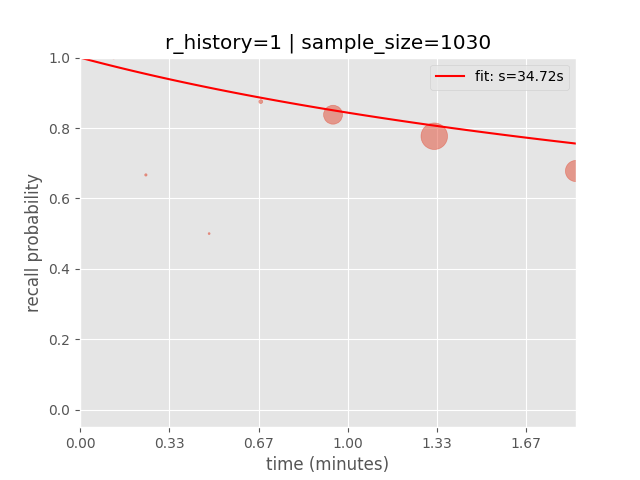 r_history=1 | sample_size=1030
fit: s=34.72s
1.0
0.8
0.6
0.4
0.2
0.0
recall probability
0.00 0.33 0.67 1.00 1.33 1.67
time (minutes)